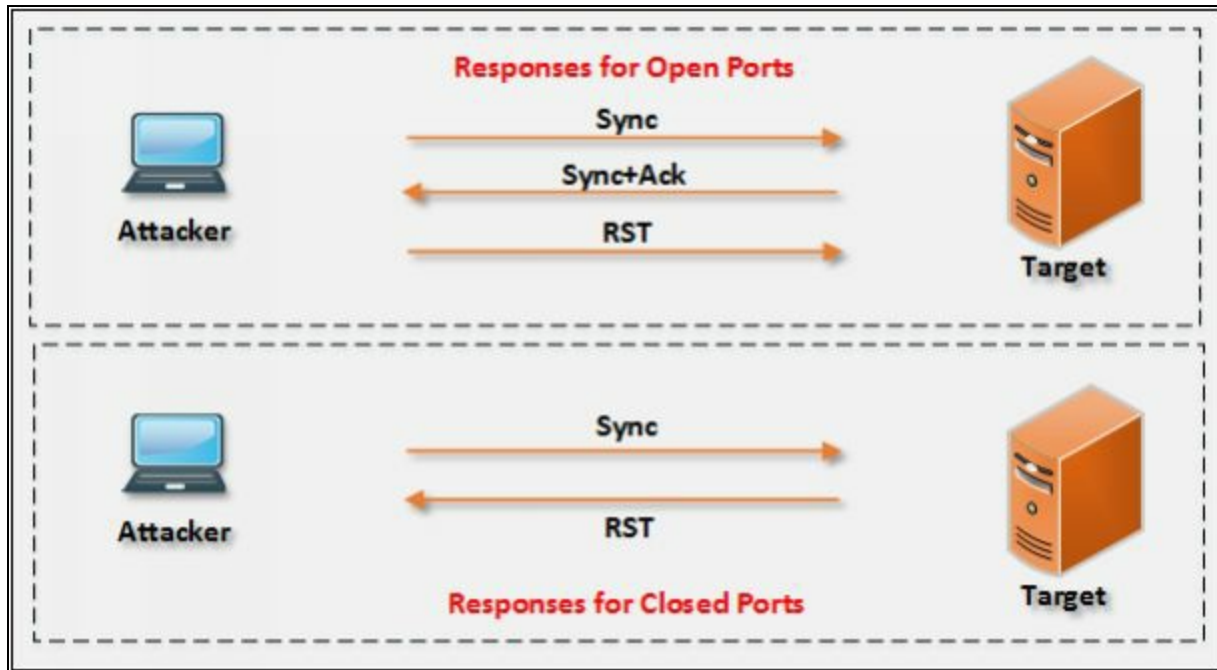 Responses for Open Ports
Sync
Sync+Ack
RST
Attacker
Target
Sync
RST
Attacker
Target
Responses for Closed Ports